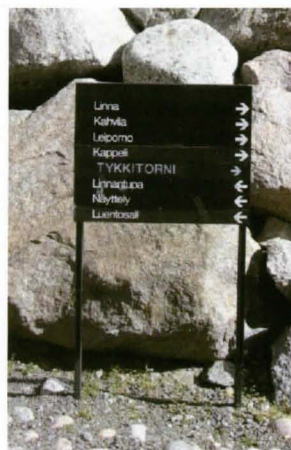 Linna →
Kahvila →
Leipomo →
Kappeli →
TYKKITORNI →
Linnantupa ←
Näyttely ←
Luentosali ←